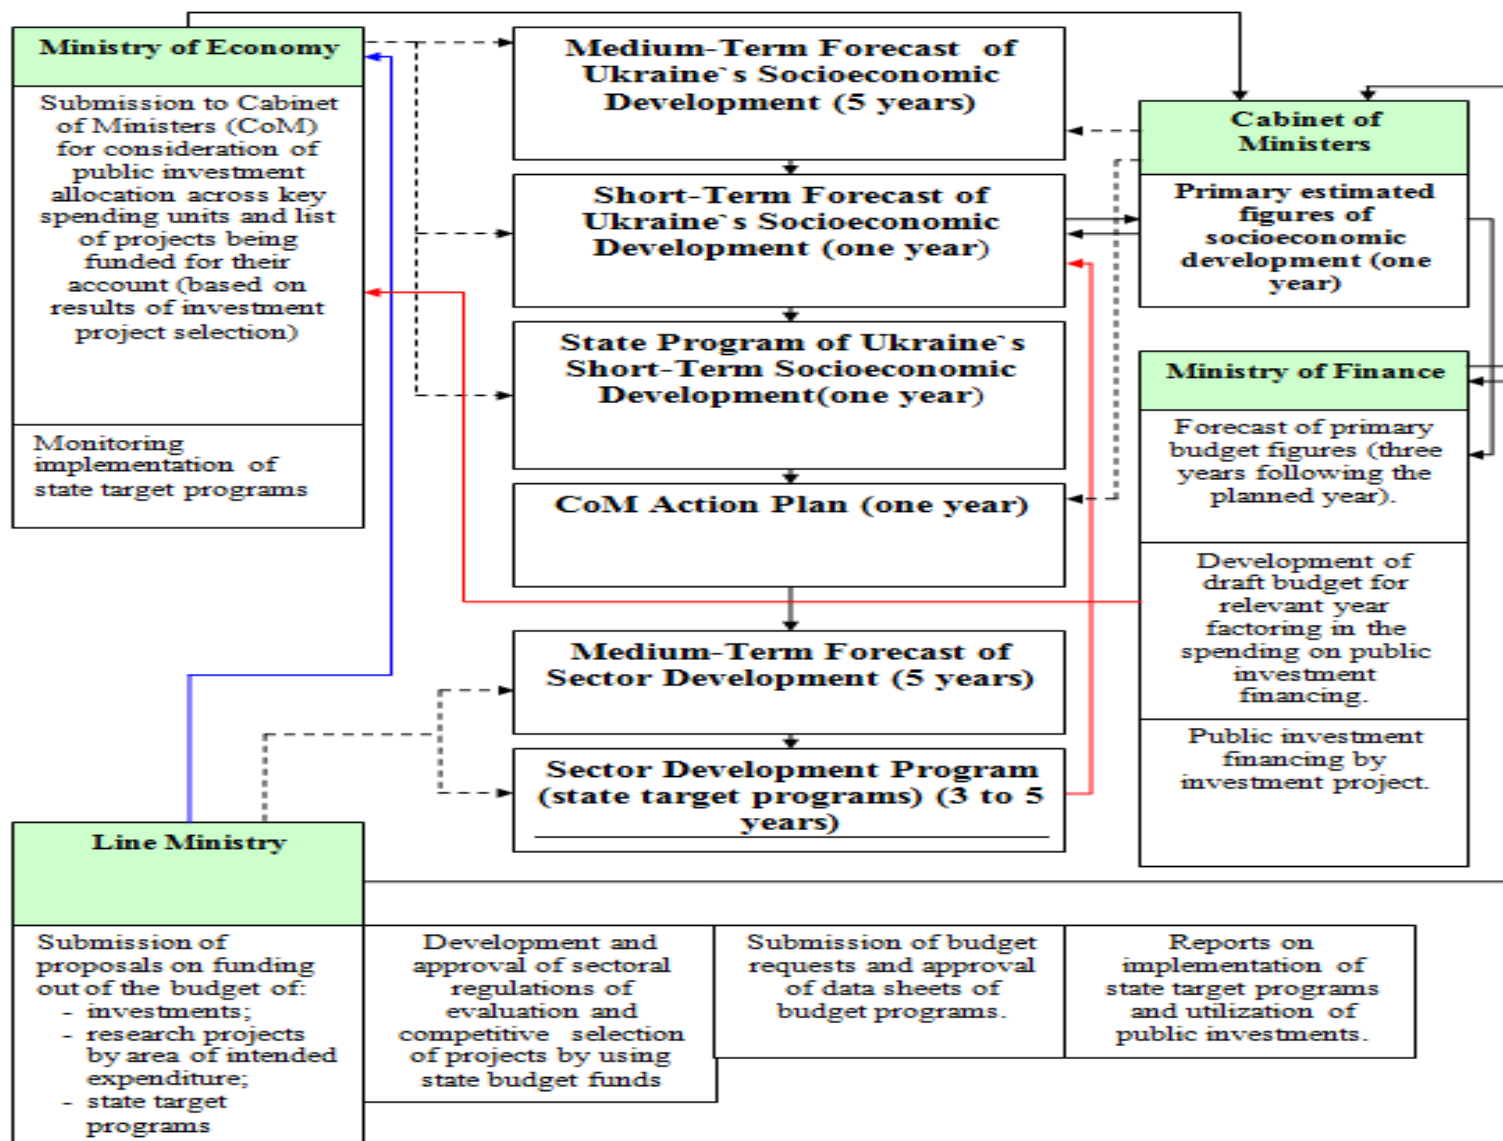 Ministry of Economy
Submission to Cabinet
of Ministers (CoM)
for consideration of
public investment
allocation across key
spending units and list
of projects being
funded for their
account (based on
results of investment
project selection)
Monitoring
implementation of
state target programs
Medium-Term Forecast of
Ukraine`s Socioeconomic
Development (5 years)
Short-Term Forecast of
Ukraine`s Socioeconomic
Development (one year)
State Program of Ukraine`s
Short-Term Socioeconomic
Development(one year)
CoM Action Plan (one year)
Medium-Term Forecast of
Sector Development (5 years)
Sector Development Program
(state target programs) (3 to 5
years)
Cabinet of
Ministers
Primary estimated
figures of
socioeconomic
development (one
year)
Ministry of Finance
Forecast of primary
budget figures (three
years following the
planned year).
Development of
draft budget for
relevant year
factoring in the
spending on public
investment
financing.
Public investment
financing by
investment project.
Line Ministry
Submission of
proposals on funding
out of the budget of:
- investments;
- research projects
by area of intended
expenditure;
- state target
programs
Development and
approval of sectoral
regulations of
evaluation and
competitive selection
of projects by using
state budget funds
Submission of budget
requests and approval
of data sheets of
budget programs.
Reports on
implementation of
state target programs
and utilization of
public investments.